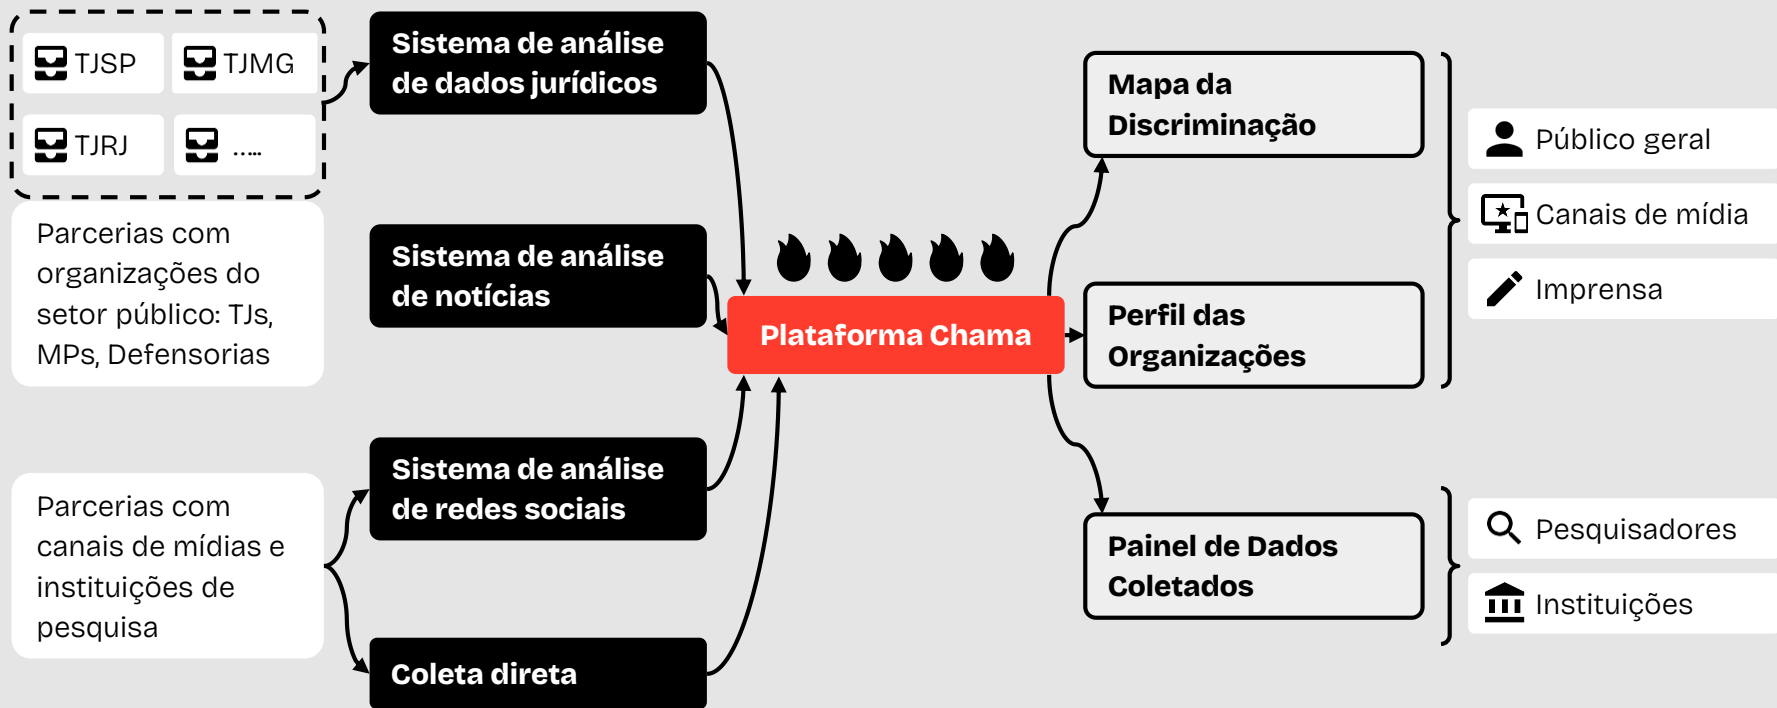 TJSP
TJMG
TJRJ
.....
Parcerias com
organizações do
setor público: TJs,
MPs, Defensorias
Parcerias com
canais de mídias e
instituições de
pesquisa
Sistema de análise
de dados jurídicos
Sistema de análise
de notícias
Sistema de análise
de redes sociais
Coleta direta
Plataforma Chama
Mapa da
Discriminação
Perfil das
Organizações
Painel de Dados
Coletados
Público geral
Canais de mídia
Imprensa
Pesquisadores
Instituições